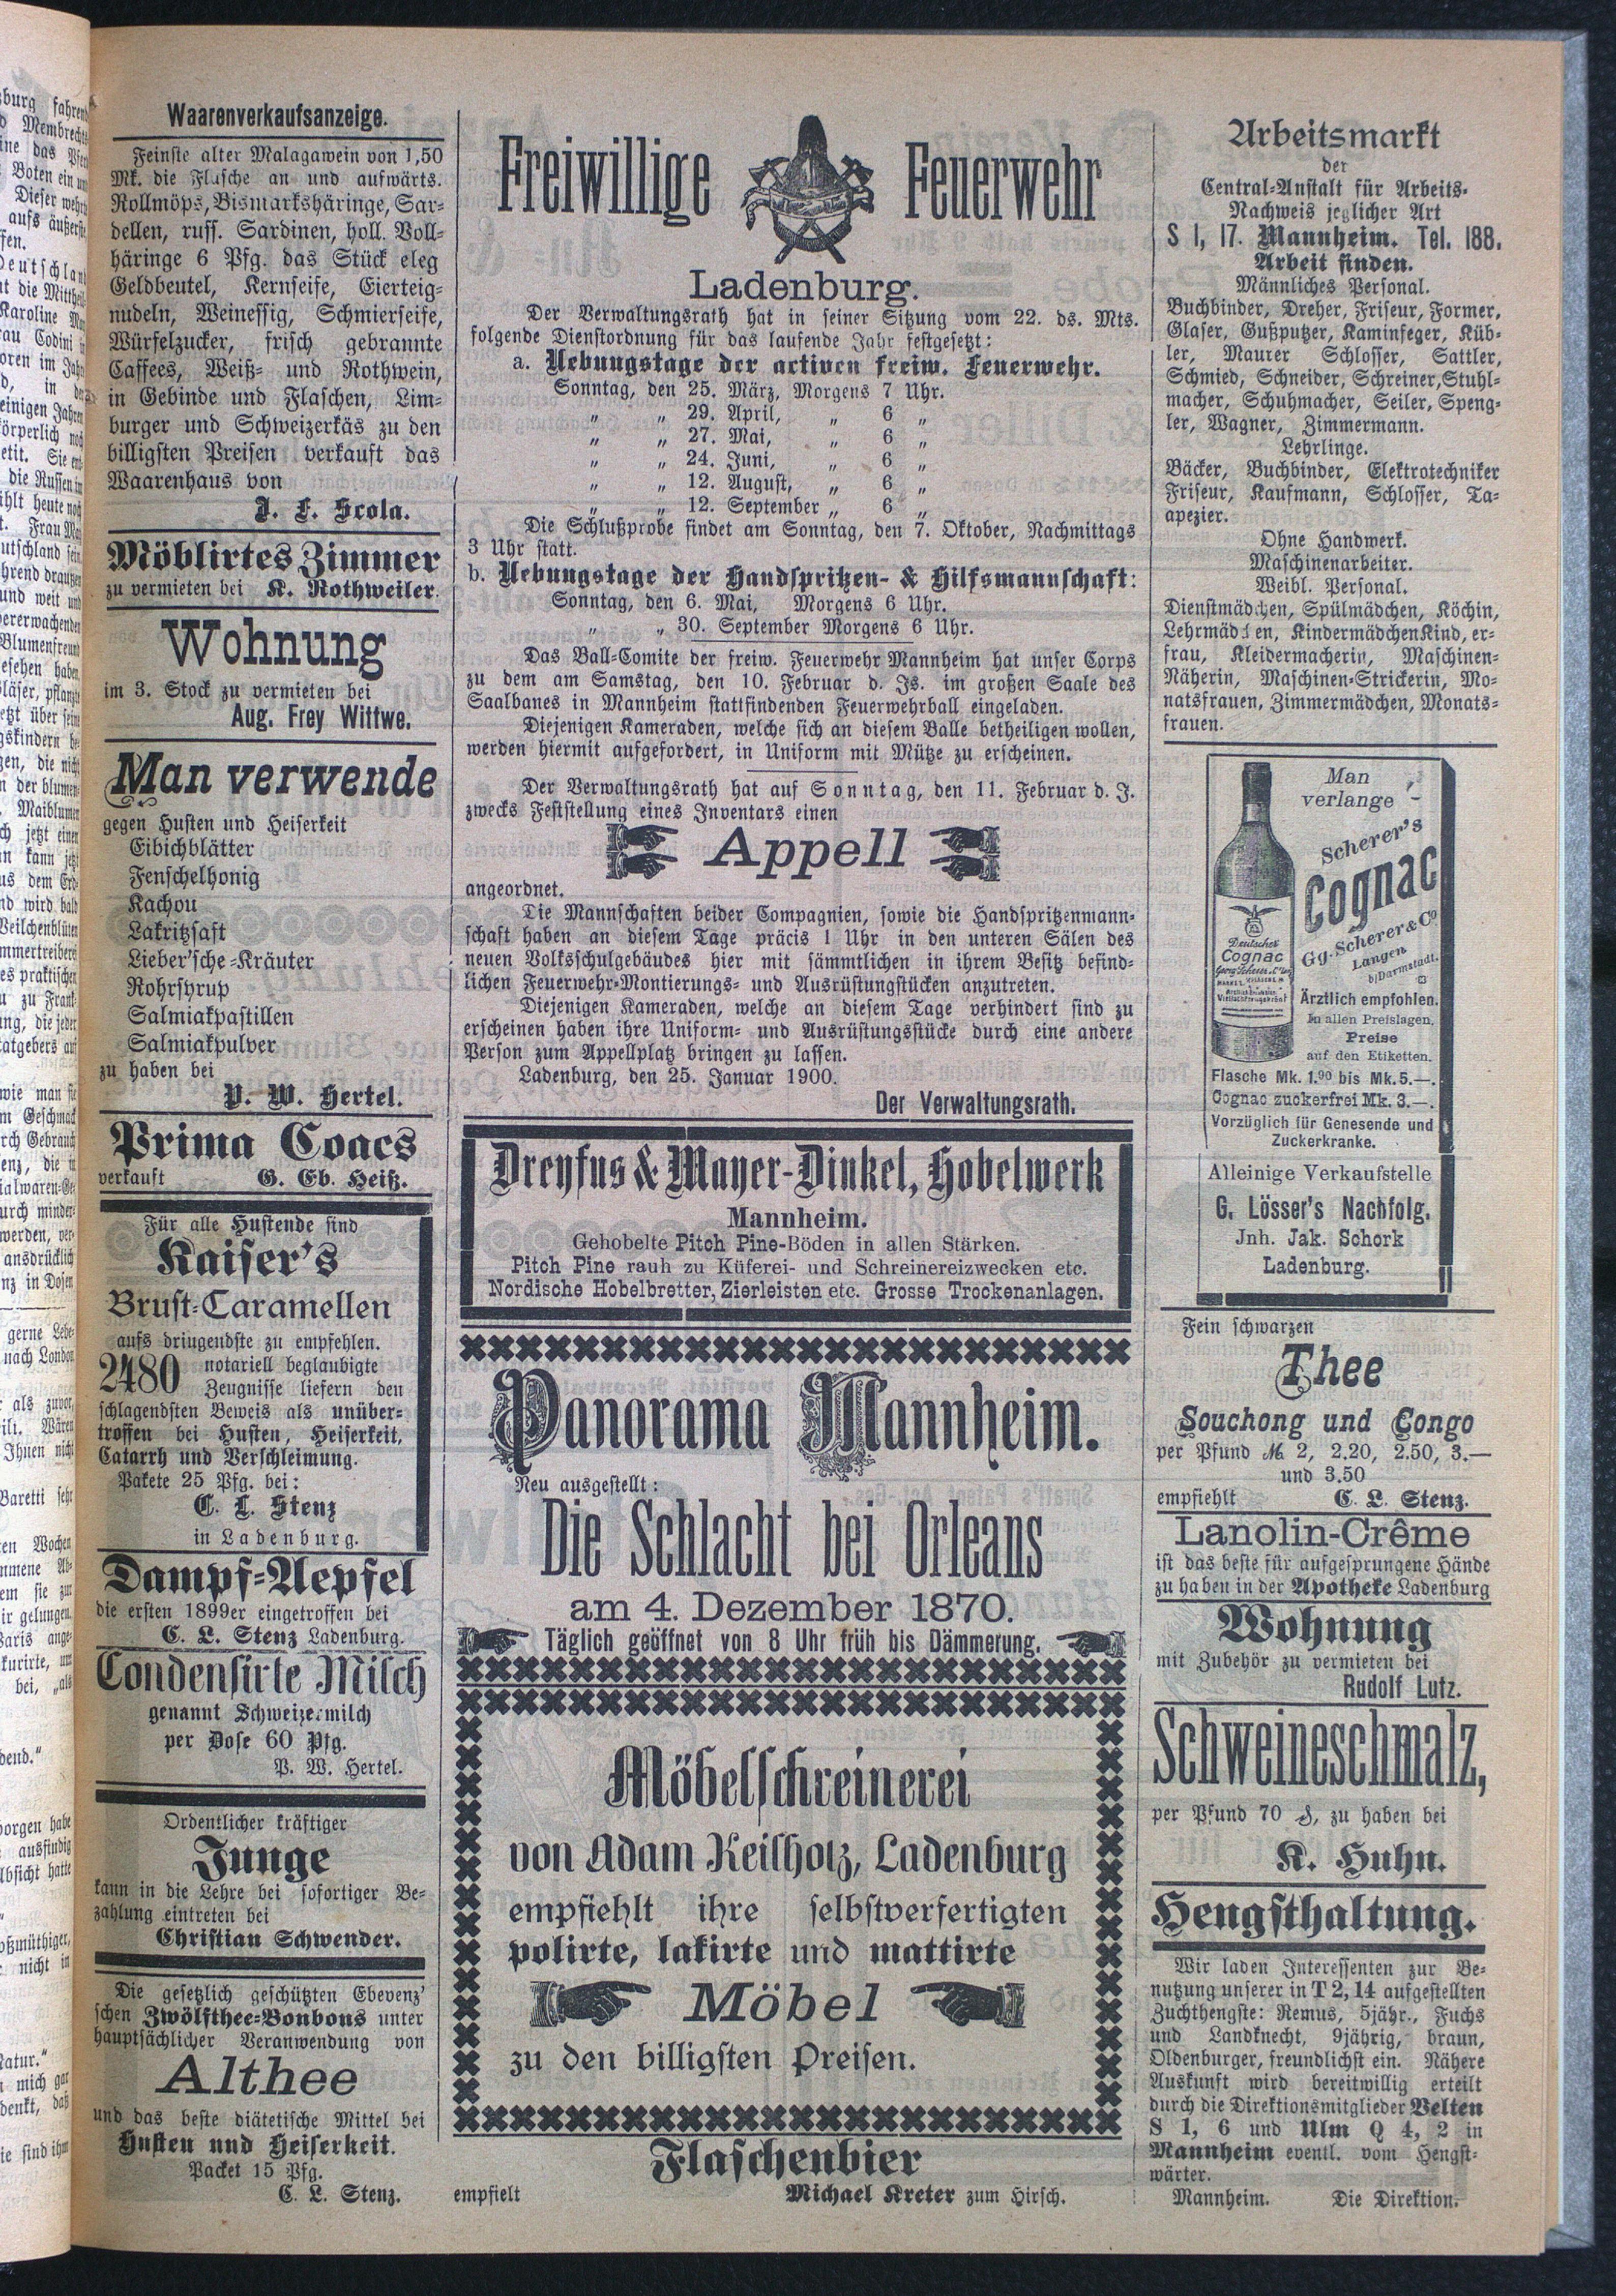 Waarenverkaufsanzeige.
Feinste alter Malagawein von 1,50
Mk. die Flasche an und aufwärts.
Rollmöps, Bismarkshäringe, Sar-
dellen, russ. Sardinen, holl. Voll-
häringe 6 Pfg. das Stück eleg
Geldbeutel, Kernseife, Eierteig-
nudeln, Weinessig, Schmierseife,
Würfelzucker, frisch gebrannte
Caffees, Weiß- und Rothwein,
in Gebinde und Flaschen, Lim-
burger und Schweizerkäs zu den
billigsten Preisen verkauft das
Waarenhaus von
J. F. Scola.
Möblirtes Zimmer
zu vermieten bei K. Rothweiler.
Wohnung
im 3. Stock zu vermieten bei
Aug. Frey Wittwe.
Man verwende
gegen Husten und Heiserkeit
Eibichblätter
Fenschelhonig
Kachou
Lakritzsaft
Lieber'sche-Kräuter
Rohrsyrup
Salmiakpastillen
Salmiakpulver
zu haben bei
P. W. Hertel.
Prima Coacs
verkauft G. Eb. Heiß.
Für alle Hustende sind
Kaiser's
Brust-Caramellen
aufs dringendste zu empfehlen.
2480 notariell beglaubigte
Zeugnisse liefern den
schlagendsten Beweis als unüber-
troffen bei Husten, Heiserkeit,
Catarrh und Verschleimung.
Pakete 25 Pfg. bei:
C. L. Stenz
in Ladenburg.
Dampf-Aepfel
die ersten 1899er eingetroffen bei
C. L. Stenz Ladenburg.
Condensirte Milch
genannt Schweizermilch
per Dose 60 Pfg.
P. W. Hertel.
Ordentlicher kräftiger
Junge
kann in die Lehre bei sofortiger Be-
zahlung eintreten bei
Christian Schwender.
Die gesetzlich geschützten Ebevenz'
schen Zwölfthee-Bonbons unter
hauptsächlicher Veranwendung von
Althee
und das beste diätetische Mittel bei
Husten und Heiserkeit.
Packet 15 Pfg.
C. L. Stenz.
Freiwillige Feuerwehr
Ladenburg.
Der Verwaltungsrath hat in seiner Sitzung vom 22. ds. Mts.
folgende Dienstordnung für das laufende Jahr festgesetzt:
a. Uebungstage der activen freiw. Feuerwehr.
Sonntag, den 25. März, Morgens 7 Uhr.
„ „ 29. April, „ 6 „
„ „ 27. Mai, „ 6 „
„ „ 24. Juni, „ 6 „
„ „ 12. August, „ 6 „
„ „ 12. September „ 6 „
Die Schlußprobe findet am Sonntag, den 7. Oktober, Nachmittags
3 Uhr statt.
b. Uebungstage der Handspritzen- & Hilfsmannschaft:
Sonntag, den 6. Mai, Morgens 6 Uhr.
„ „ 30. September Morgens 6 Uhr.
Das Ball-Comite der freiw. Feuerwehr Mannheim hat unser Corps
zu dem am Samstag, den 10. Februar d. Js. im großen Saale des
Saalbanes in Mannheim stattfindenden Feuerwehrball eingeladen.
Diejenigen Kameraden, welche sich an diesem Balle betheiligen wollen,
werden hiermit aufgefordert, in Uniform mit Mütze zu erscheinen.
Der Verwaltungsrath hat auf Sonntag, den 11. Februar d. J.
zwecks Feststellung eines Inventars einen
Appell
angeordnet.
Die Mannschaften beider Compagnien, sowie die Handspritzenmann-
schaft haben an diesem Tage präcis 1 Uhr in den unteren Sälen des
neuen Volksschulgebäudes hier mit sämmtlichen in ihrem Besitz befind-
lichen Feuerwehr-Montierungs- und Ausrüstungstücken anzutreten.
Diejenigen Kameraden, welche an diesem Tage verhindert sind zu
erscheinen haben ihre Uniform- und Ausrüstungsstücke durch eine andere
Person zum Appellplatz bringen zu lassen.
Ladenburg, den 25. Januar 1900.
Der Verwaltungsrath.
Dreyfus & Mayer-Dinkel, Hobelwerk
Mannheim.
Gehobelte Pitch Pine-Böden in allen Stärken.
Pitch Pine rauh zu Küferei- und Schreinereizwecken etc.
Nordische Hobelbretter, Zierleisten etc. Grosse Trockenanlagen.
Panorama Mannheim.
Neu ausgestellt:
Die Schlacht bei Orleans
am 4. Dezember 1870.
Täglich geöffnet von 8 Uhr früh bis Dämmerung.
Möbelschreinerei
von Adam Keilholz, Ladenburg
empfiehlt ihre selbstverfertigten
polirte, lakirte und mattirte
Möbel
zu den billigsten Preisen.
Flaschenbier
empfielt Michael Kreter zum Hirsch.
Arbeitsmarkt
der
Central-Anstalt für Arbeits-
Nachweis jeglicher Art
S 1, 17. Mannheim. Tel. 188.
Arbeit finden.
Männliches Personal.
Buchbinder, Dreher, Friseur, Former,
Glaser, Gußputzer, Kaminfeger, Küb-
ler, Maurer Schlosser, Sattler,
Schmied, Schneider, Schreiner, Stuhl-
macher, Schuhmacher, Seiler, Speng-
ler, Wagner, Zimmermann.
Lehrlinge.
Bäcker, Buchbinder, Elektrotechniker
Friseur, Kaufmann, Schlosser, Ta-
apezier.
Ohne Handwerk.
Maschinenarbeiter.
Weibl. Personal.
Dienstmädchen, Spülmädchen, Köchin,
Lehrmädchen, Kindermädchen Kind, er-
frau, Kleidermacherin, Maschinen-
Näherin, Maschinen-Strickerin, Mo-
natsfrauen, Zimmermädchen, Monats-
frauen.
Man
verlange
Scherer's
Cognac
Gg. Scherer & Co
Langen
b/Darmstadt.
Deutscher
Cognac
Ärztlich empfohlen.
In allen Preislagen,
Preise
auf den Etiketten.
Flasche Mk. 1.90 bis Mk. 5.—.
Cognac zuckerfrei Mk. 3.—.
Vorzüglich für Genesende und
Zuckerkranke.
Alleinige Verkaufstelle
G. Lösser's Nachfolg.
Jnh. Jak. Schork
Ladenburg.
Fein schwarzen
Thee
Souchong und Congo
per Pfund M 2, 2.20, 2.50, 3.—
und 3.50
empfiehlt C. L. Stenz.
Lanolin-Crême
ist das beste für aufgesprungene Hände
zu haben in der Apotheke Ladenburg
Wohnung
mit Zubehör zu vermieten bei
Rudolf Lutz.
Schweineschmalz,
per Pfund 70 ₰, zu haben bei
K. Huhn.
Hengsthaltung.
Wir laden Interessenten zur Be-
nutzung unserer in T 2, 14 aufgestellten
Zuchthengste: Remus, 5jähr., Fuchs
und Landknecht, 9jährig, braun,
Oldenburger, freundlichst ein. Nähere
Auskunft wird bereitwillig erteilt
durch die Direktionsmitglieder Velten
S 1, 6 und Ulm Q 4, 2 in
Mannheim eventl. vom Hengst-
wärter.
Mannheim. Die Direktion.